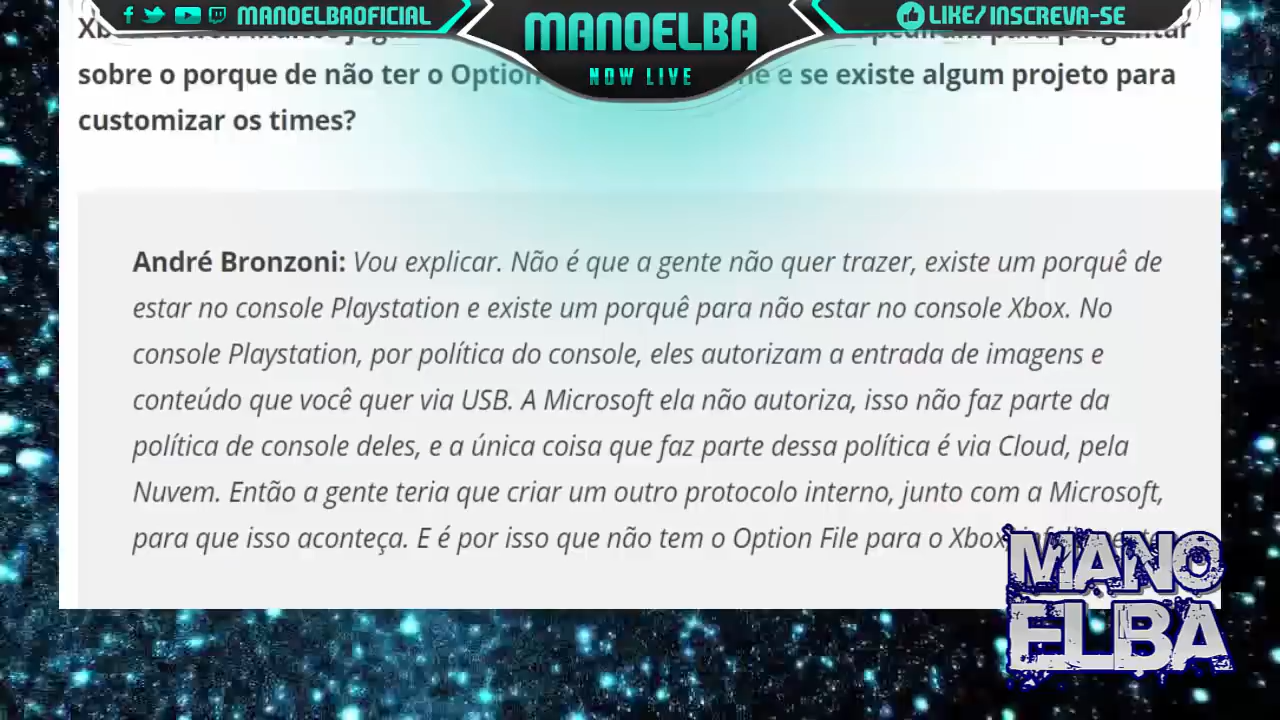 MANOELBAOFICIAL
MANOELBA
NOW LIVE
LIKE/INSCREVA-SE
para
sobre o porque de não ter o Option e se existe algum projeto para
customizar os times?
André Bronzoni: Vou explicar. Não é que a gente não quer trazer, existe um porquê de
estar no console Playstation e existe um porquê para não estar no console Xbox. No
console Playstation, por política do console, eles autorizam a entrada de imagens e
conteúdo que você quer via USB. A Microsoft ela não autoriza, isso não faz parte da
política de console deles, e a única coisa que faz parte dessa política é via Cloud, pela
Nuvem. Então a gente teria que criar um outro protocolo interno, junto com a Microsoft,
para que isso aconteça. E é por isso que não tem o Option File para o Xbox
MANO
ELBA